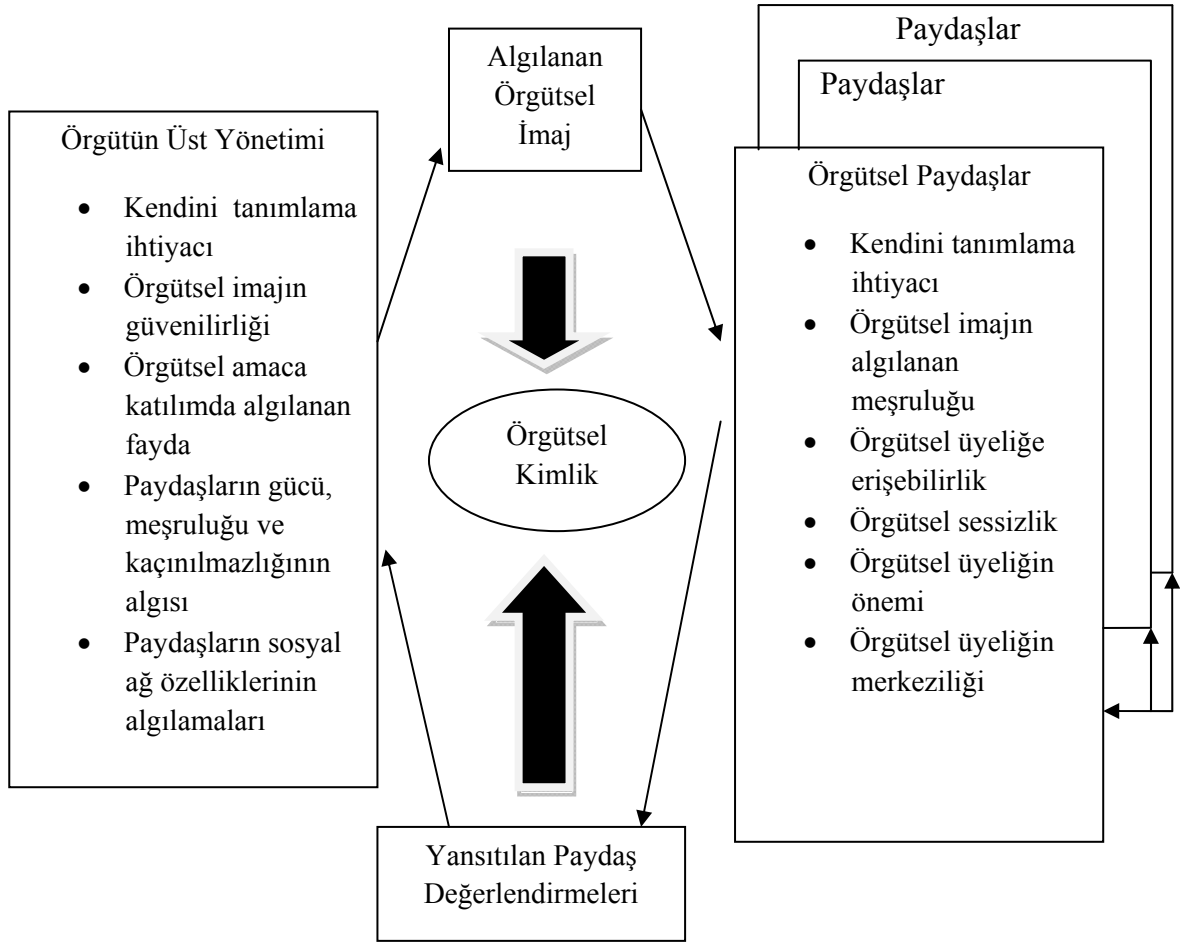 Örgütün Üst Yönetimi
• Kendini tanımlama
ihtiyacı
• Örgütsel imajın
güvenilirliği
• Örgütsel amaca
katılımda algılanan
fayda
• Paydaşların gücü,
meşruluğu ve
kaçınılmazlığının
algısı
• Paydaşların sosyal
ağ özelliklerinin
algılamaları
Algılanan
Örgütsel
İmaj
Örgütsel
Kimlik
Yansıtılan Paydaş
Değerlendirmeleri
Paydaşlar
Paydaşlar
Örgütsel Paydaşlar
• Kendini tanımlama
ihtiyacı
• Örgütsel imajın
algılanan
meşruluğu
• Örgütsel üyeliğe
erişebilirlik
• Örgütsel sessizlik
• Örgütsel üyeliğin
önemi
• Örgütsel üyeliğin
merkeziliği